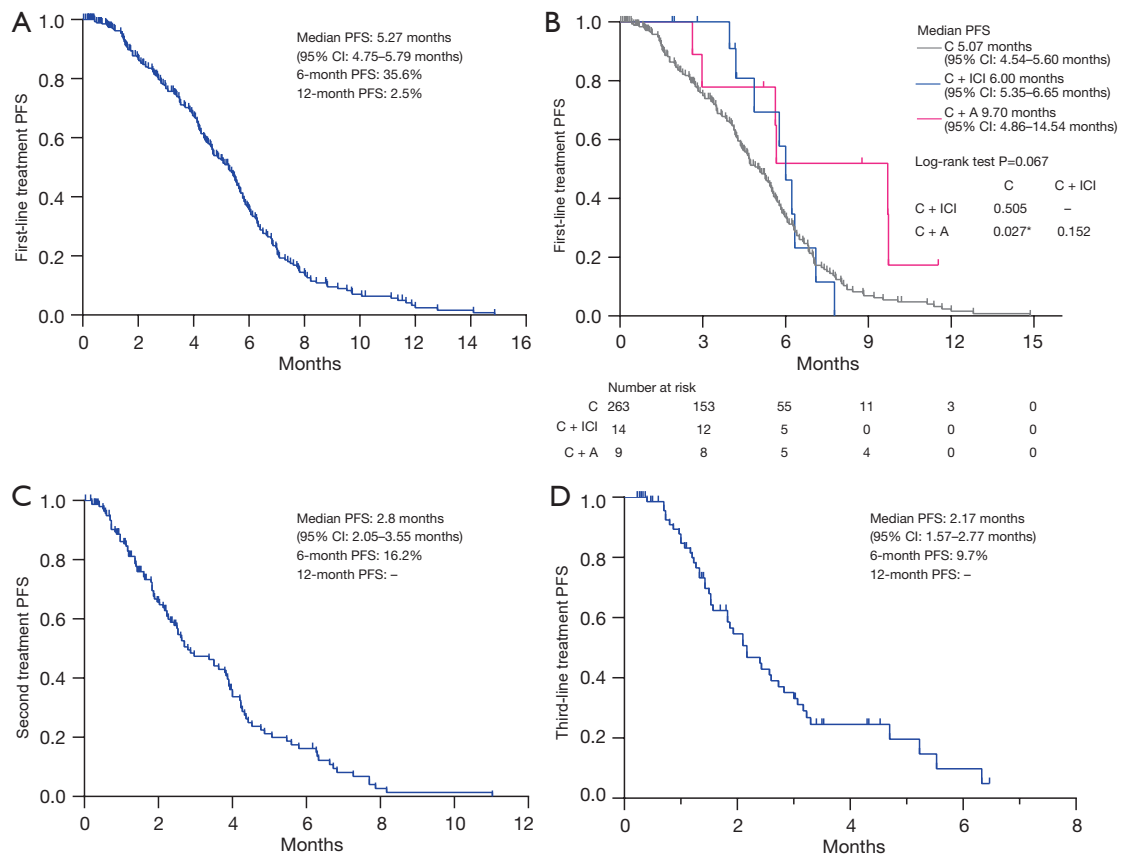 A
First-line treatment PFS
1.0
0.8
0.6
0.4
0.2
0.0
Median PFS: 5.27 months
(95% CI: 4.75–5.79 months)
6-month PFS: 35.6%
12-month PFS: 2.5%
0 2 4 6 8 10 12 14 16
Months
B
First-line treatment PFS
1.0
0.8
0.6
0.4
0.2
0.0
Median PFS
C 5.07 months
(95% CI: 4.54–5.60 months)
C + ICI 6.00 months
(95% CI: 5.35–6.65 months)
C + A 9.70 months
(95% CI: 4.86–14.54 months)
Log-rank test P=0.067
C C + ICI
C + ICI 0.505 –
C + A 0.027* 0.152
0 3 6 9 12 15
Months
Number at risk
C 263 153 55 11 3 0
C + ICI 14 12 5 0 0 0
C + A 9 8 5 4 0 0
C
Second treatment PFS
1.0
0.8
0.6
0.4
0.2
0.0
Median PFS: 2.8 months
(95% CI: 2.05–3.55 months)
6-month PFS: 16.2%
12-month PFS: –
0 2 4 6 8 10 12
Months
D
Third-line treatment PFS
1.0
0.8
0.6
0.4
0.2
0.0
Median PFS: 2.17 months
(95% CI: 1.57–2.77 months)
6-month PFS: 9.7%
12-month PFS: –
0 2 4 6 8
Months